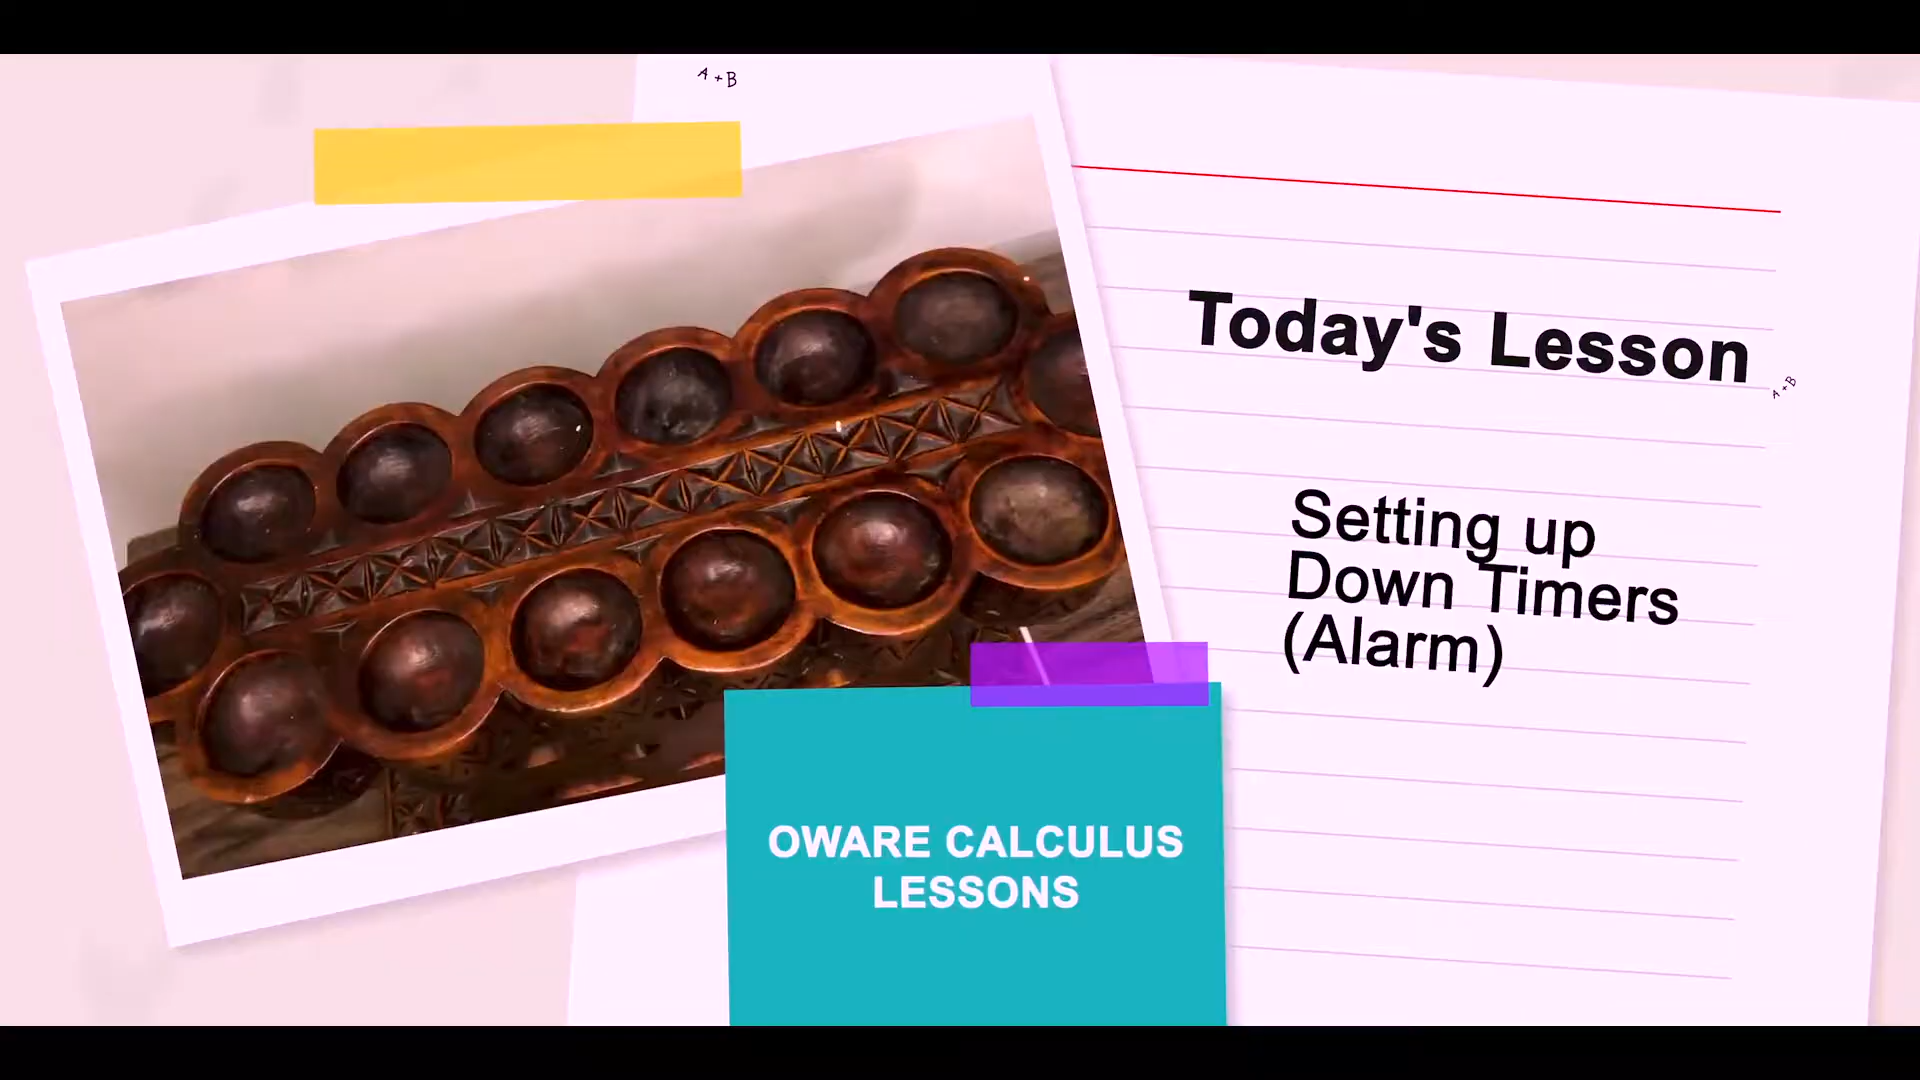 A+B
Today's Lesson
A+B
Setting up
Down Timers
(Alarm)
OWARE CALCULUS
LESSONS